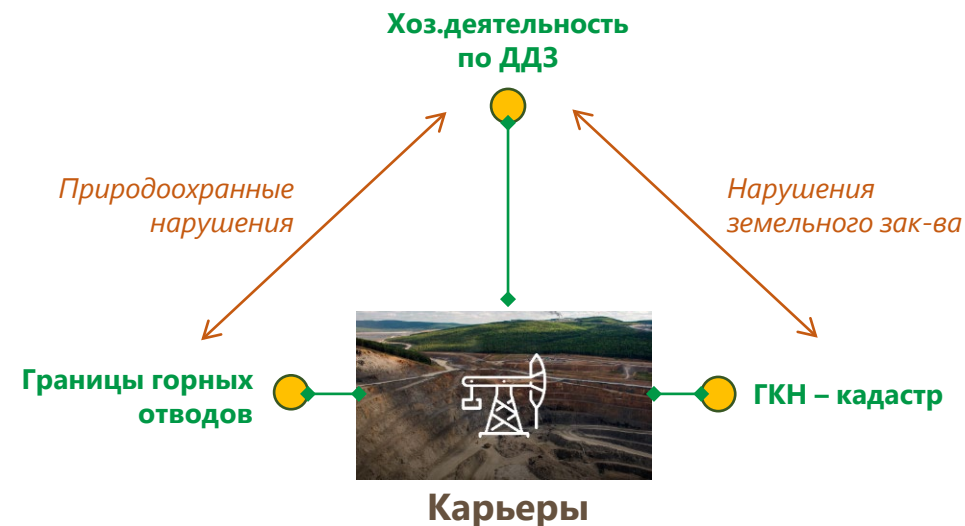 Хоз.деятельность
по ДДЗ
Природоохранные
нарушения
Нарушения
земельного зак-ва
Границы горных
отводов
ГКН – кадастр
Карьеры